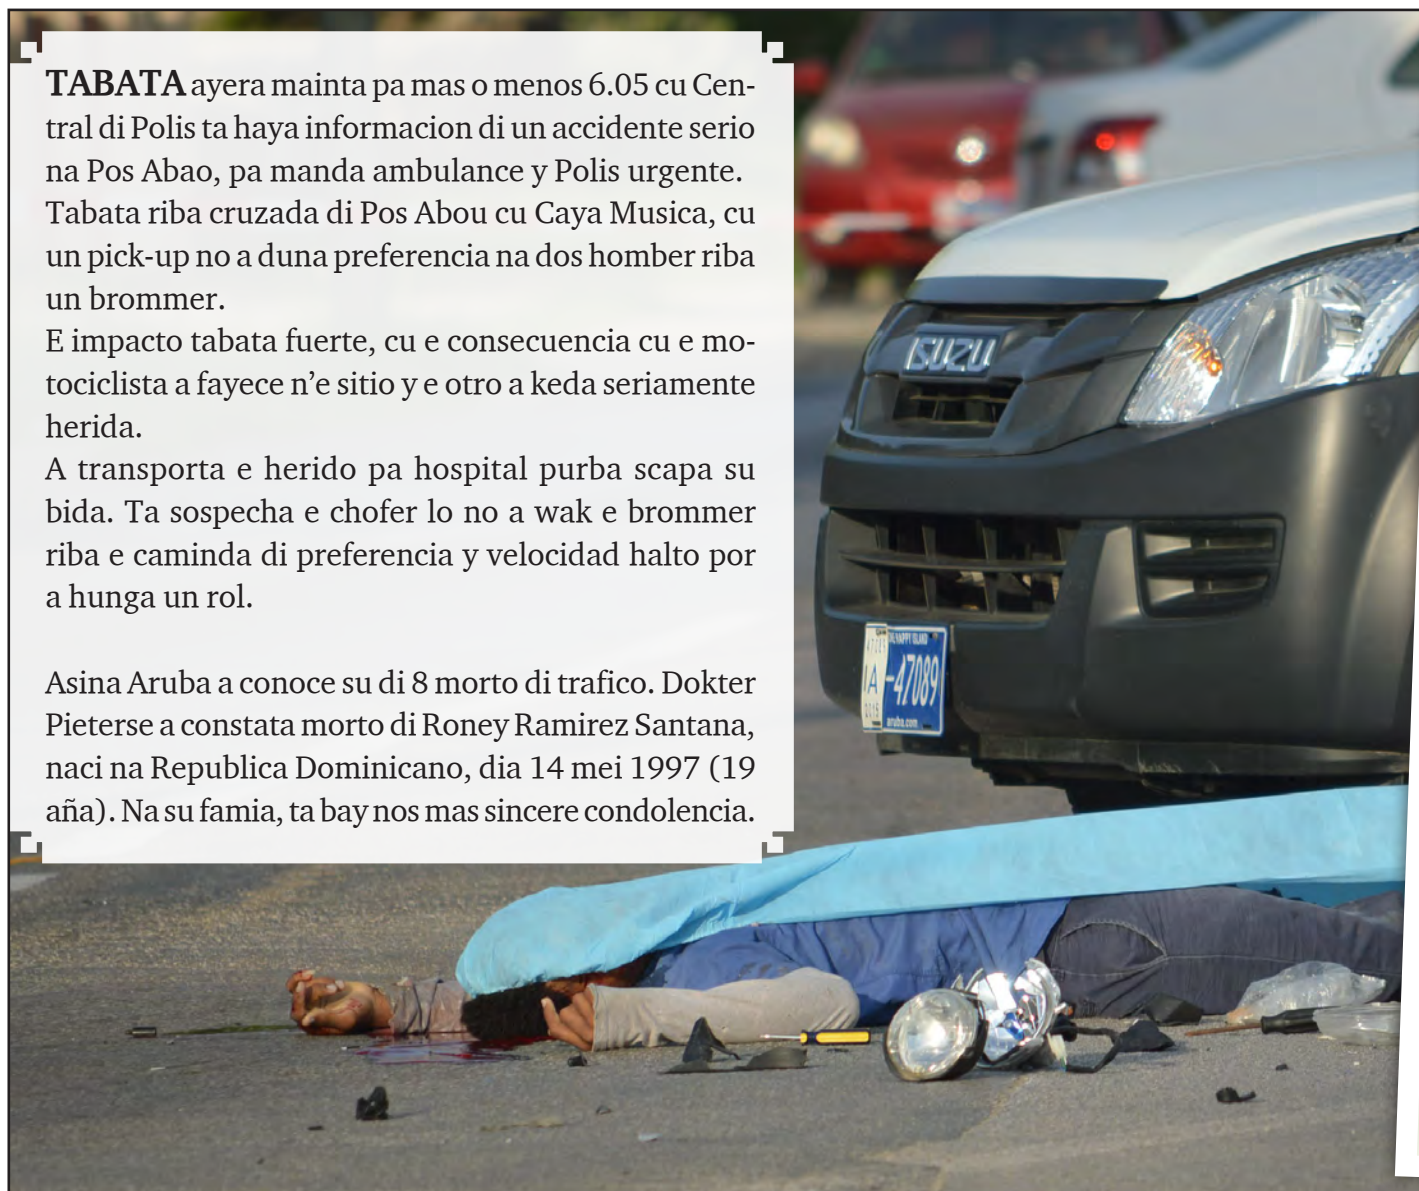 TABATA ayera mainta pa mas o menos 6.05 cu Cen-
tral di Polis ta haya informacion di un accidente serio
na Pos Abao, pa manda ambulance y Polis urgente.
Tabata riba cruzada di Pos Abou cu Caya Musica, cu
un pick-up no a duna preferencia na dos homber riba
un brommer.
E impacto tabata fuerte, cu e consecuencia cu e mo-
tociclista a fayece n'e sitio y e otro a keda seriamente
herida.
A transporta e herido pa hospital purba scapa su
bida. Ta sospecha e chofer lo no a wak e brommer
riba e caminda di preferencia y velocidad halto por
a hunga un rol.
Asina Aruba a conoce su di 8 morto di trafico. Dokter
Pieterse a constata morto di Roney Ramirez Santana,
naci na Republica Dominicano, dia 14 mei 1997 (19
aña). Na su famia, ta bay nos mas sincere condolencia.
ISUZU
HAPPY ISLAND
IA -47089
2015
aruba.com